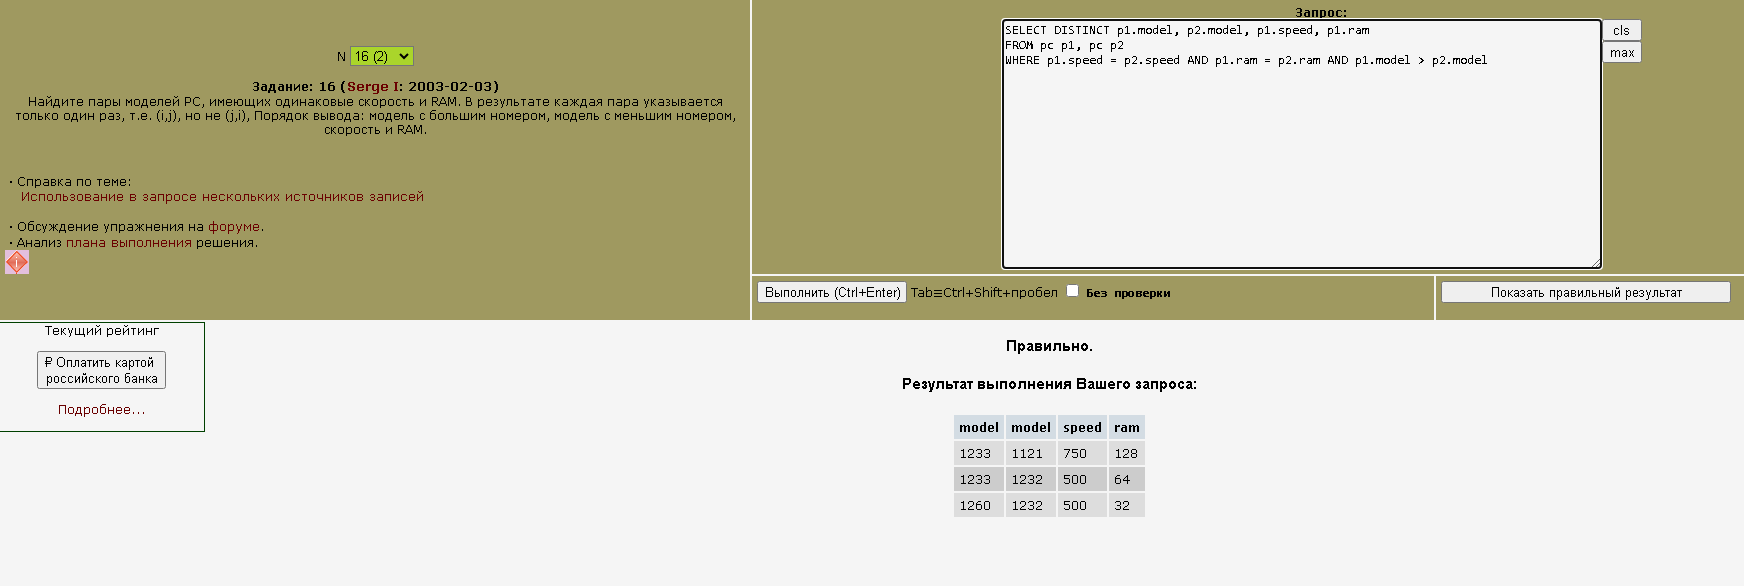 N 16 (2)
Задание: 16 (Serge I: 2003-02-03)
Найдите пары моделей PC, имеющих одинаковые скорость и RAM. В результате каждая пара указывается
только один раз, т.е. (i,j), но не (j,i), Порядок вывода: модель с большим номером, модель с меньшим номером,
скорость и RAM.
· Справка по теме:
Использование в запросе нескольких источников записей
· Обсуждение упражнения на форуме.
· Анализ плана выполнения решения.
Запрос:
SELECT DISTINCT p1.model, p2.model, p1.speed, p1.ram
FROM pc p1, pc p2
WHERE p1.speed = p2.speed AND p1.ram = p2.ram AND p1.model > p2.model
cls
max
Выполнить (Ctrl+Enter) Tab≡Ctrl+Shift+пробел Без проверки
Показать правильный результат
Текущий рейтинг
₽ Оплатить картой
российского банка
Подробнее...
Правильно.
Результат выполнения Вашего запроса:
model model speed ram
1233 1121 750 128
1233 1232 500 64
1260 1232 500 32